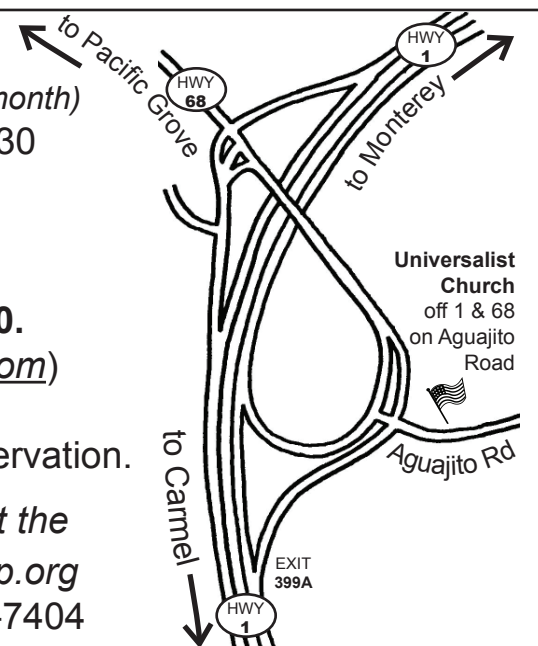 to Pacific Grove
HWY
68
HWY
1
to Monterey
month)
30
Universalist
Church
off 1 & 68
on Aguajito
Road
0.
om)
ervation.
to Carmel
Aguajito Rd
t the
p.org
-7404
EXIT
399A
HWY
1